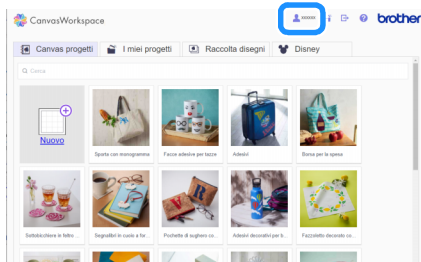 CanvasWorkspace
xxxxxx
brother
Canvas progetti
I miei progetti
Raccolta disegni
Disney
Cerca
Nuovo
Sporta con monogramma
Fazze adesive per tazze
Adesivi
Borsa per la spesa
Sottobicchiere in feltro ...
Segnalibri in cuoio a for ...
Pochette di sughero co...
Adesivi decorativi per b...
Fazzoletto decorato co...